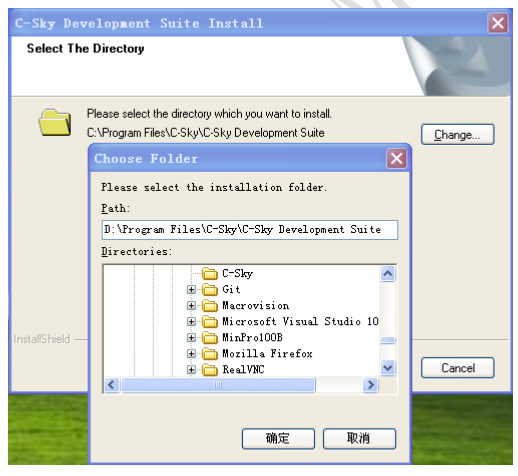 C-Sky Development Suite Install
Select The Directory
Please select the directory which you want to install.
C:\Program Files\C-Sky\C-Sky Development Suite
Change...
Choose Folder
Please select the installation folder.
Path:
D:\Program Files\C-Sky\C-Sky Development Suite
Directories:
C-Sky
Git
Macrovision
Microsoft Visual Studio 10
MinPro100B
Mozilla Firefox
RealVNC
InstallShield
Cancel
确定
取消